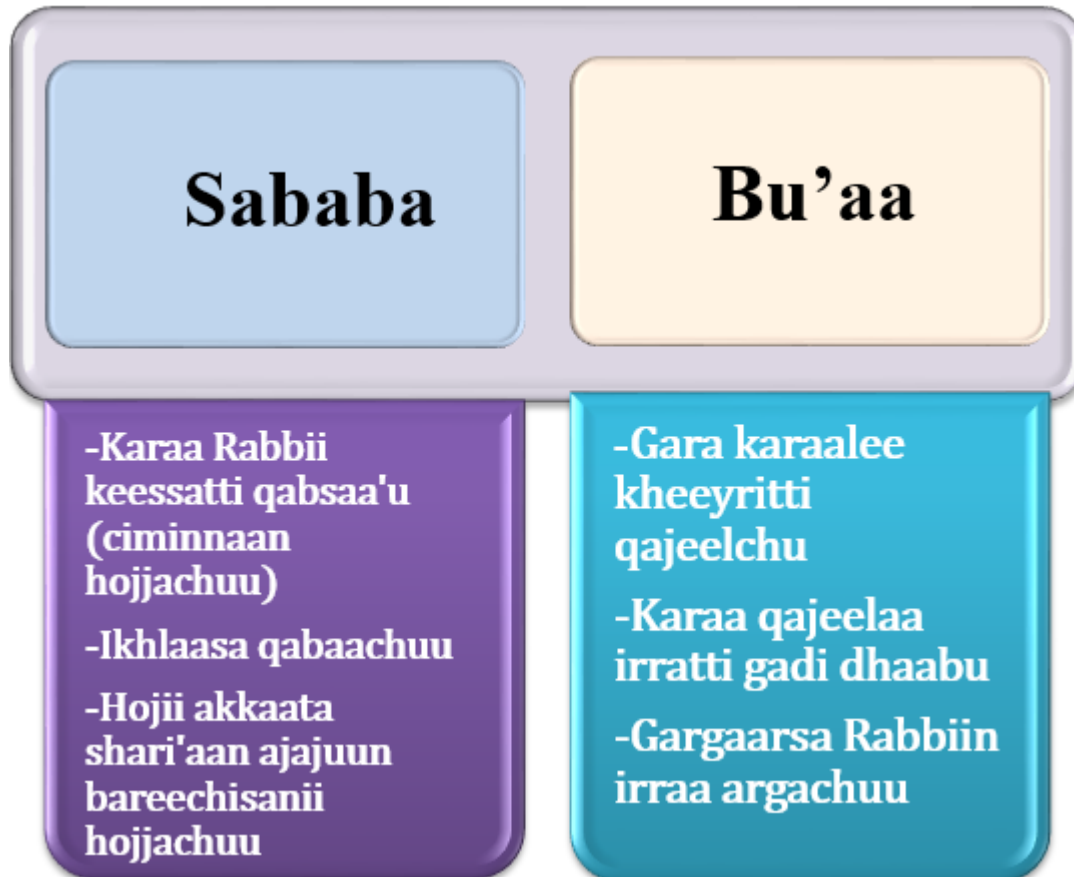 Sababa
Bu’aa
-Karaa Rabbii
keessatti qabsaa'u
(ciminnaan
hojjachuu)
-Ikhlaasa qabaachuu
-Hojii akkaata
shari'aan ajajuun
bareechisanii
hojjachuu
-Gara karaalee
kheeyritti
qajeelchu
-Karaa qajeelaa
irratti gadi dhaabu
-Gargaarsa Rabbiin
irraa argachuu